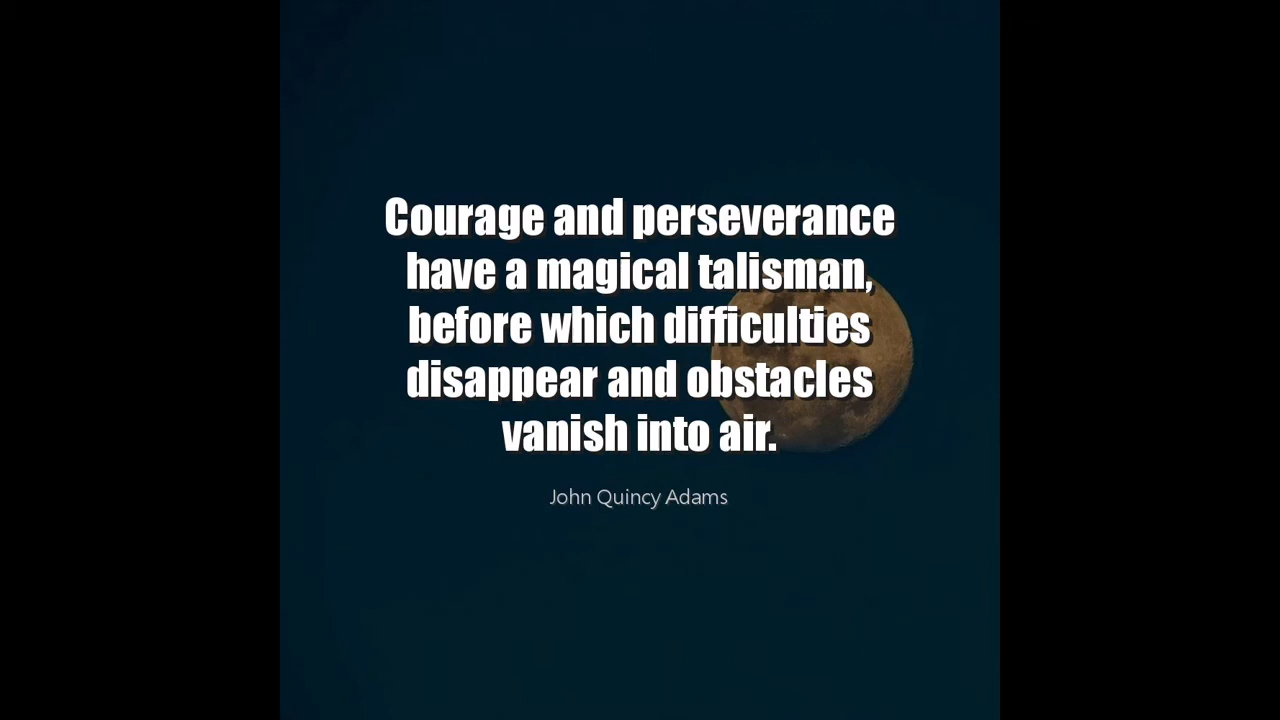 Courage and perseverance
have a magical talisman,
before which difficulties
disappear and obstacles
vanish into air.
John Quincy Adams